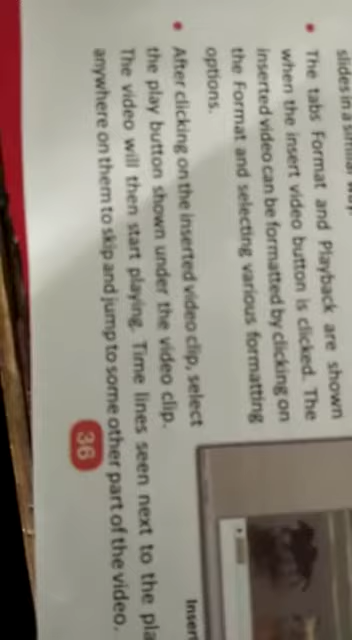 slides in a similar way.
• The tabs Format and Playback are shown
when the insert video button is clicked. The
inserted video can be formatted by clicking on
the Format and selecting various formatting
options.
• After clicking on the inserted video clip, select
the play button shown under the video clip.
The video will then start playing. Time lines seen next to the pla
anywhere on them to skip and jump to some other part of the video.
Inser
36